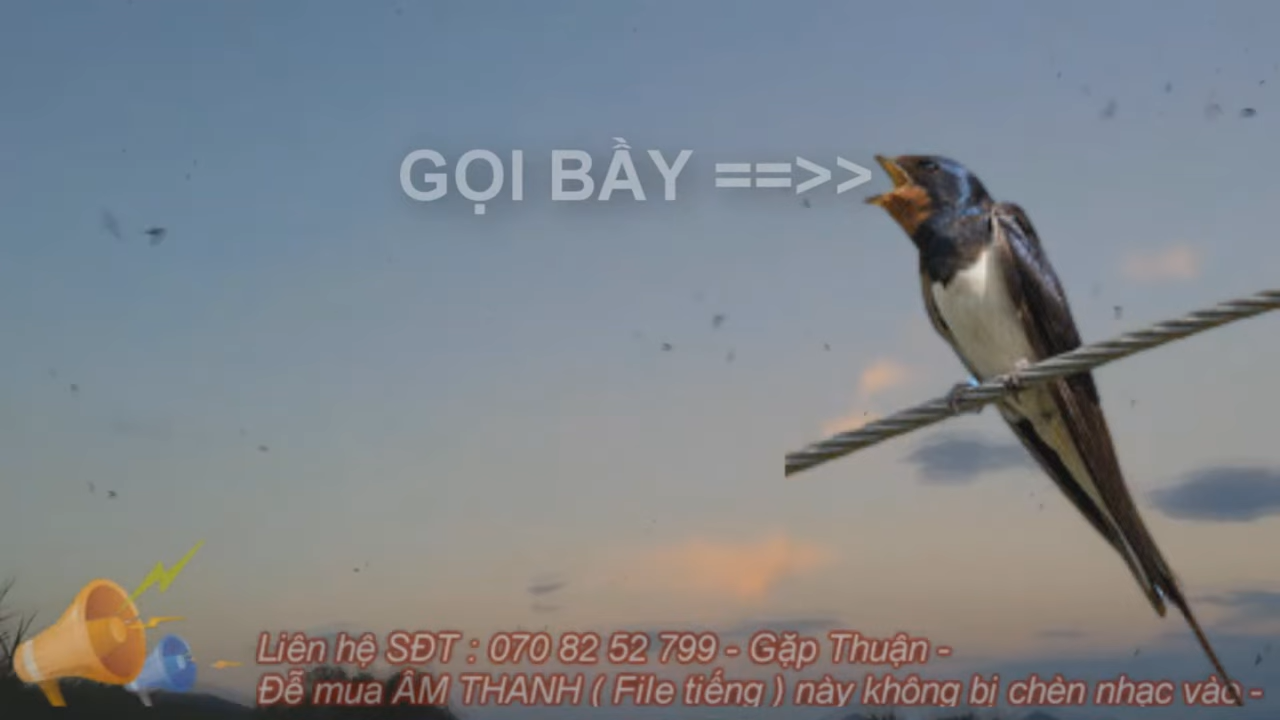 GỌI BẦY ==>>
Liên hệ SĐT : 070 82 52 799 - Gặp Thuận -
Đễ mua ÂM THANH ( File tiếng ) này không bị chèn nhạc vào -